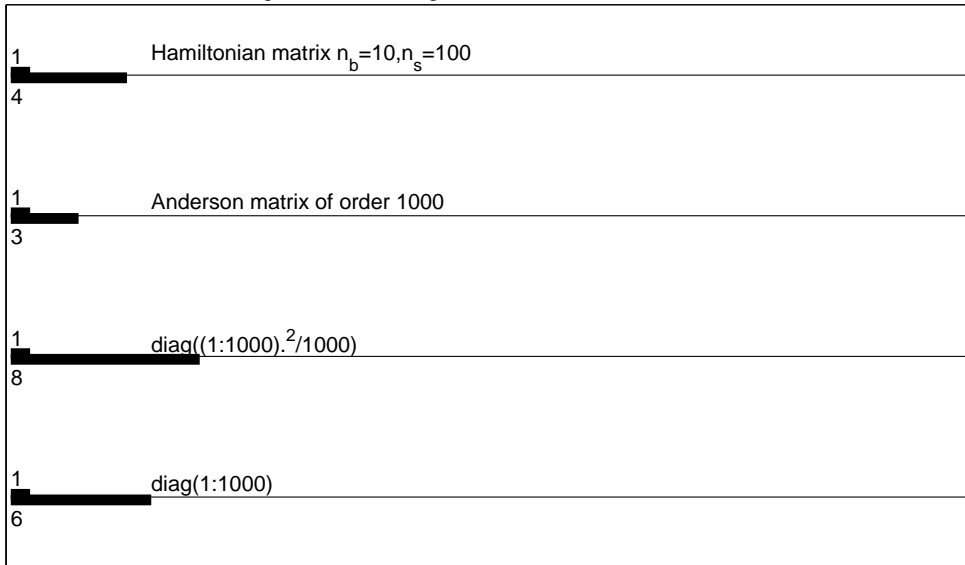 1
Hamiltonian matrix n_b=10,n_s=100
4
1
Anderson matrix of order 1000
3
1
diag((1:1000).^2/1000)
8
1
diag(1:1000)
6